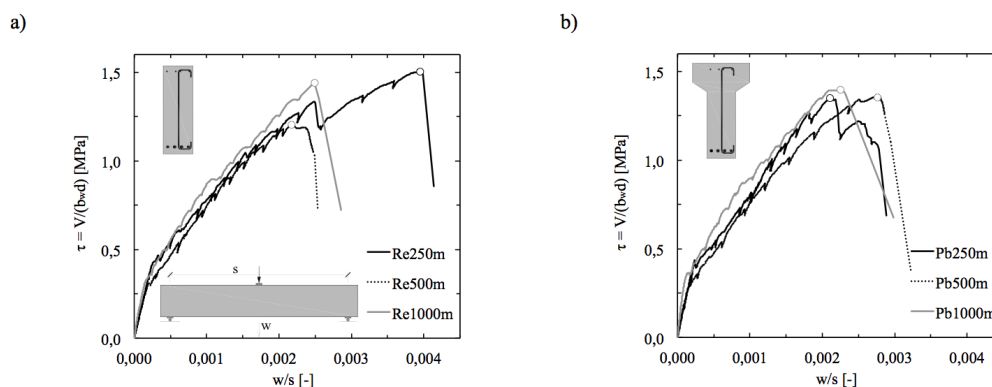 a)
b)
τ = V/(bwd) [MPa]
1,5
1,0
0,5
0,0
0,000
0,001
0,002
0,003
0,004
w/s [-]
s
w
Re250m
Re500m
Re1000m
τ = V/(bwd) [MPa]
1,5
1,0
0,5
0,0
0,000
0,001
0,002
0,003
0,004
w/s [-]
Pb250m
Pb500m
Pb1000m